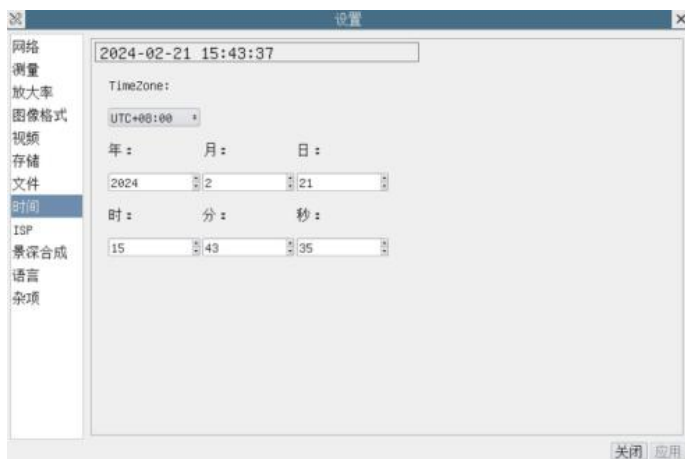 设置
网络
测量
放大率
图像格式
视频
存储
文件
时间
ISP
景深合成
语言
杂项
2024-02-21 15:43:37
TimeZone:
UTC+08:00
年: 月: 日:
2024 2 21
时: 分: 秒:
15 43 35
关闭 应用